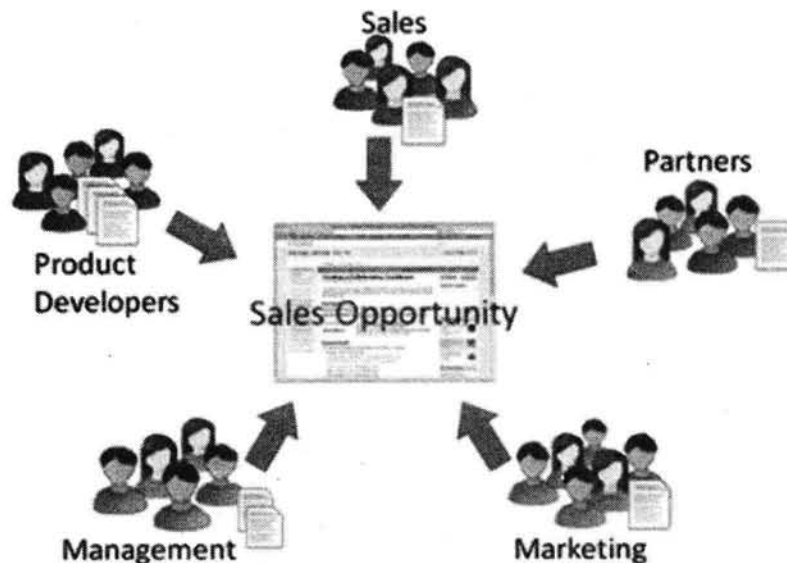 Sales
Partners
Product
Developers
Sales Opportunity
Management
Marketing